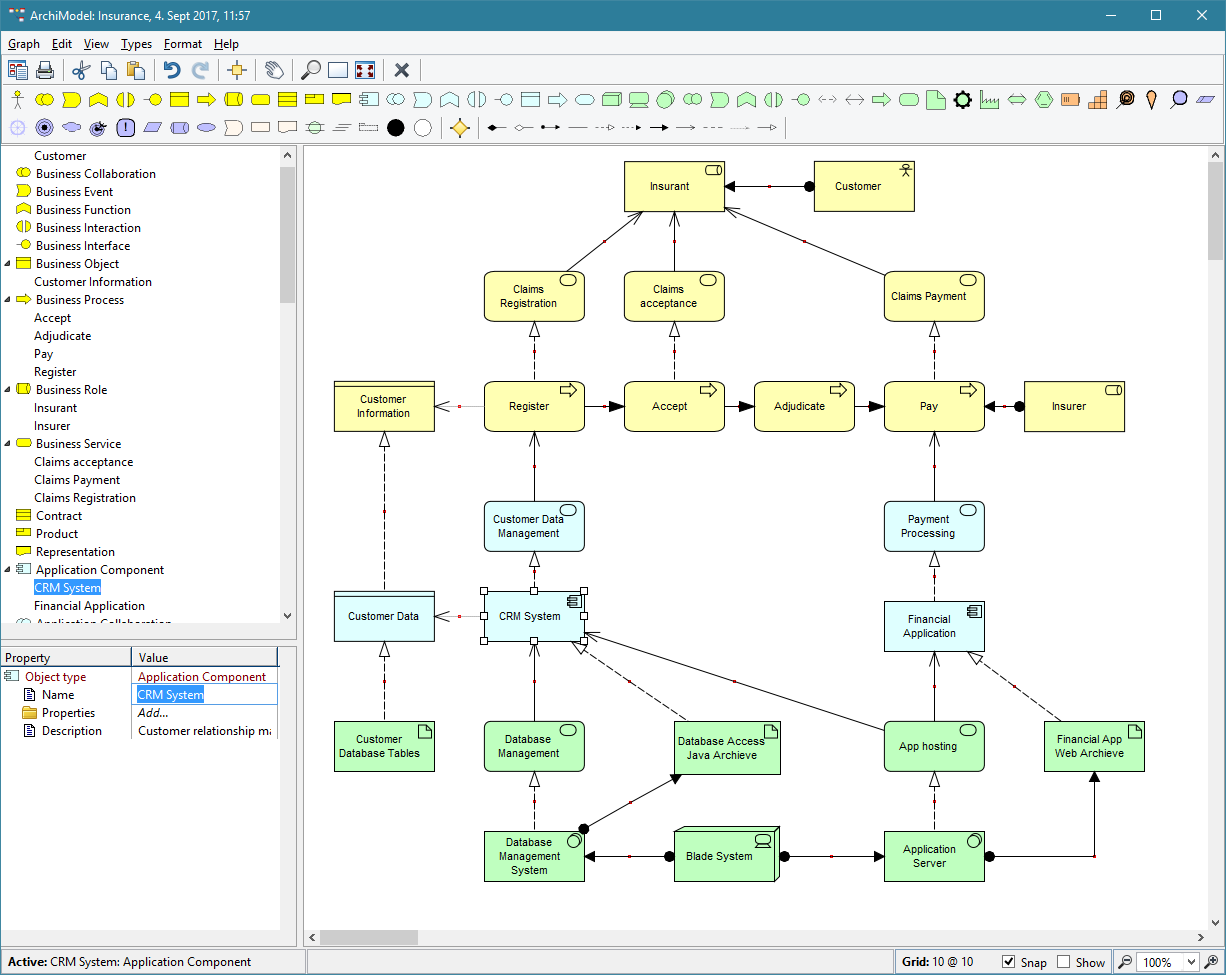 ArchiModel: Insurance, 4. Sept 2017, 11:57
Graph Edit View Types Format Help
Customer
Business Collaboration
Business Event
Business Function
Business Interaction
Business Interface
Business Object
Customer Information
Business Process
Accept
Adjudicate
Pay
Register
Business Role
Insurant
Insurer
Business Service
Claims acceptance
Claims Payment
Claims Registration
Contract
Product
Representation
Application Component
CRM System
Financial Application
Application Collaboration
Property Value
Object type Application Component
Name CRM System
Properties Add...
Description Customer relationship ma
Insurant
Customer
Claims
Registration
Claims
acceptance
Claims Payment
Customer
Information
Register
Accept
Adjudicate
Pay
Insurer
Customer Data
Management
Payment
Processing
Customer Data
CRM System
Financial
Application
Customer
Database Tables
Database
Management
Database Access
Java Archieve
App hosting
Financial App
Web Archieve
Database
Management
System
Blade System
Application
Server
Active: CRM System: Application Component
Grid: 10 @ 10
Snap
Show
100%